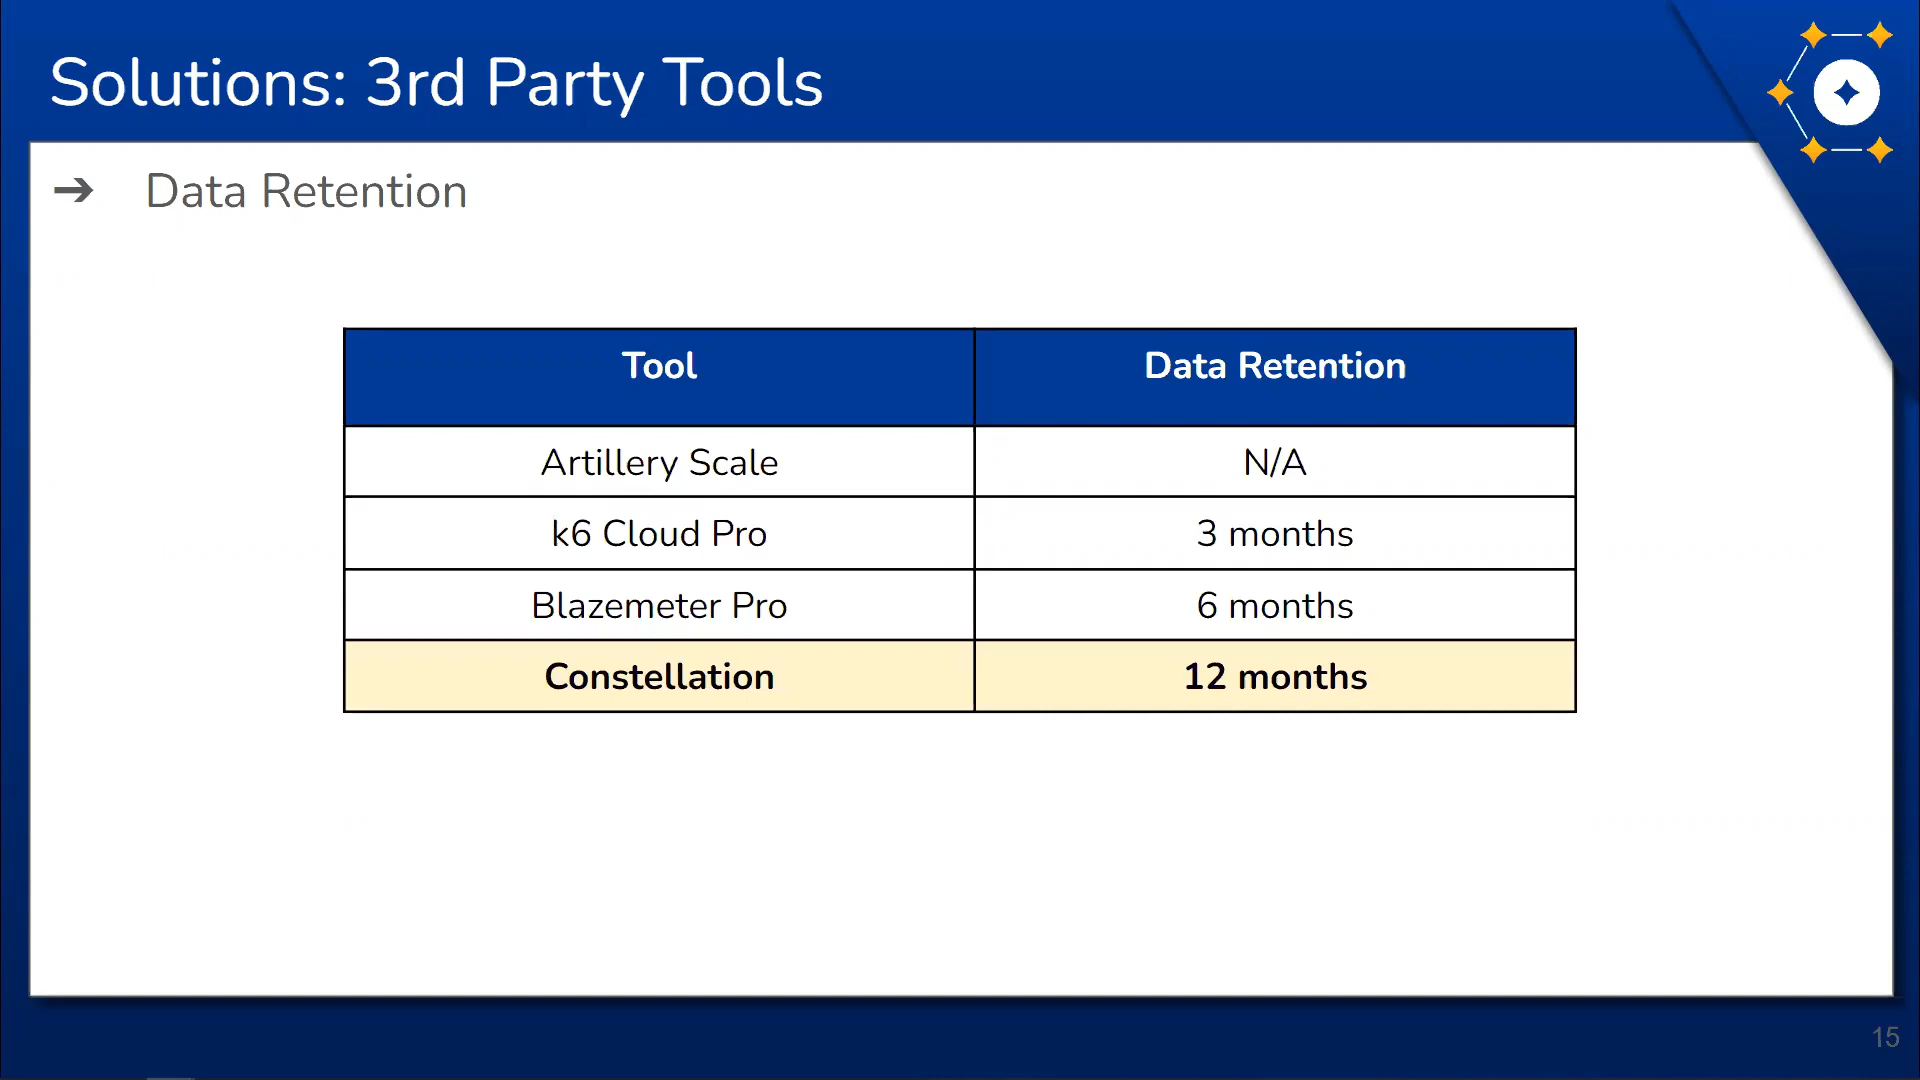 Solutions: 3rd Party Tools
➔ Data Retention
Tool Data Retention
Artillery Scale N/A
k6 Cloud Pro 3 months
Blazemeter Pro 6 months
Constellation 12 months
15